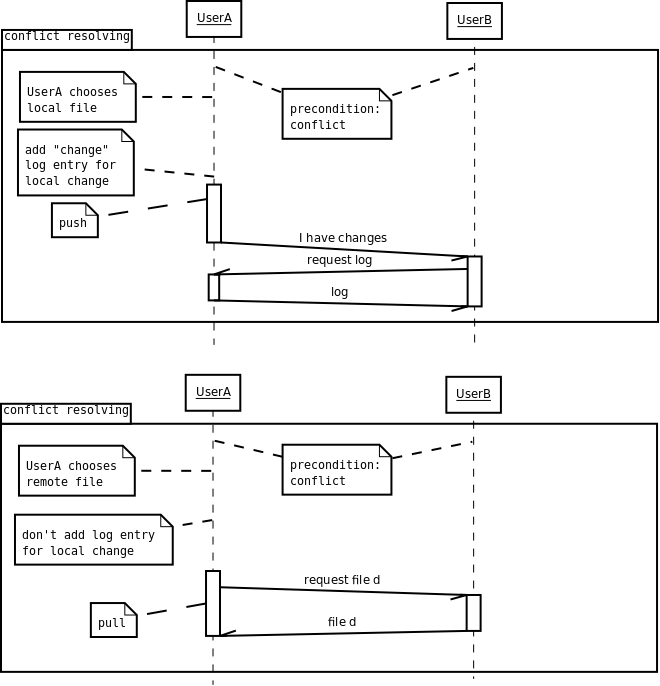 UserA
UserB
conflict resolving
UserA chooses
local file
precondition:
conflict
add "change"
log entry for
local change
push
I have changes
request log
log
UserA
UserB
conflict resolving
UserA chooses
remote file
precondition:
conflict
don't add log entry
for local change
request file d
pull
file d